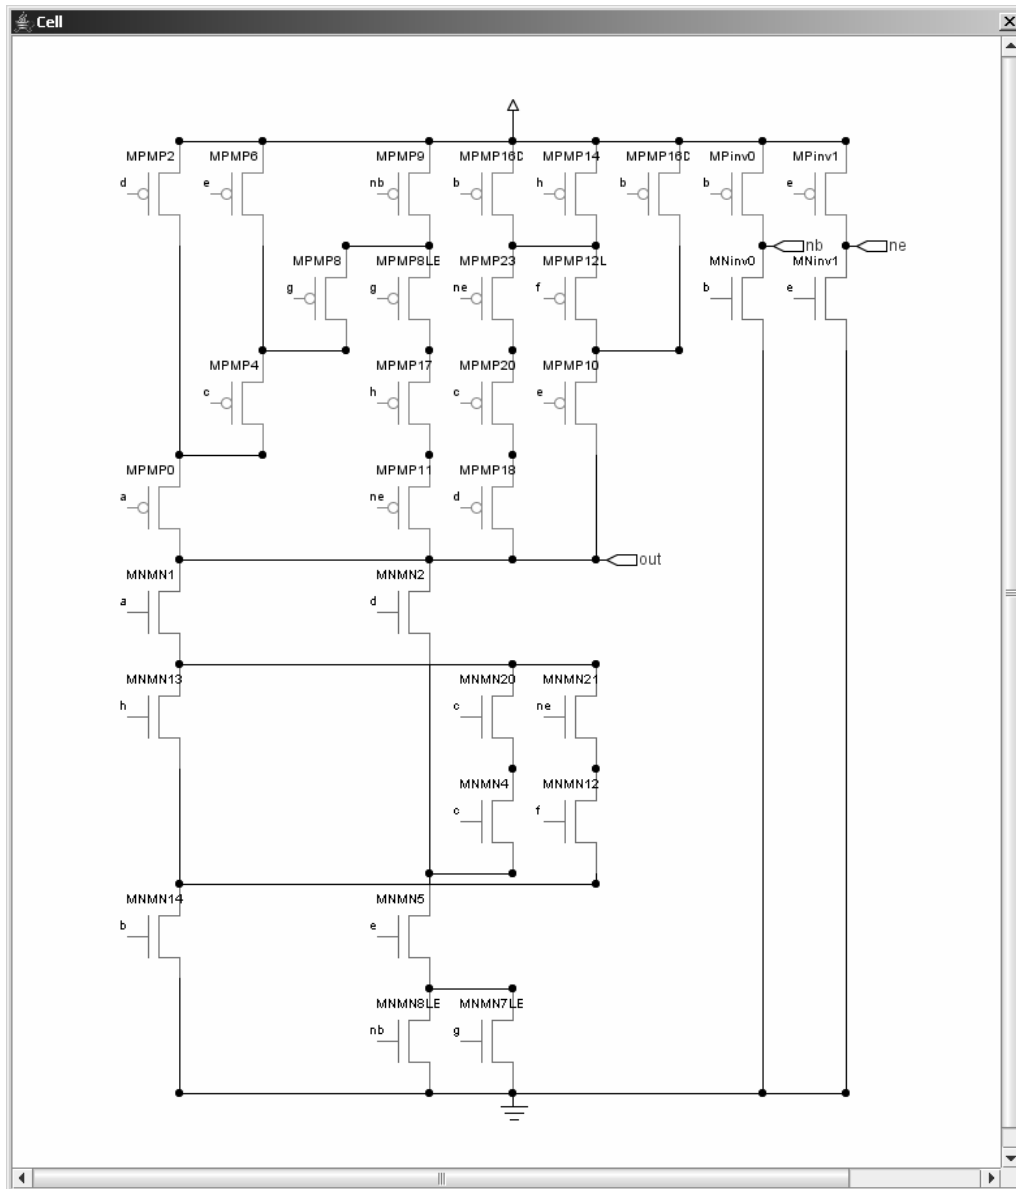 Cell
MPMP2 MPMP6 MPMP9 MPMP16D MPMP14 MPMP16D MPinv0 MPinv1
d e nb b h b b e
nb ne
MPMP8 MPMP8LE MPMP23 MPMP12L MNinv0 MNinv1
g g ne f b e
MPMP4 MPMP17 MPMP20 MPMP10
c h c e
MPMP0 MPMP11 MPMP18
a ne d
out
MNMN1 MNMN2
a d
MNMN13 MNMN20 MNMN21
h c ne
MNMN4 MNMN12
c f
MNMN14 MNMN5
b e
MNMN8LE MNMN7LE
nb g